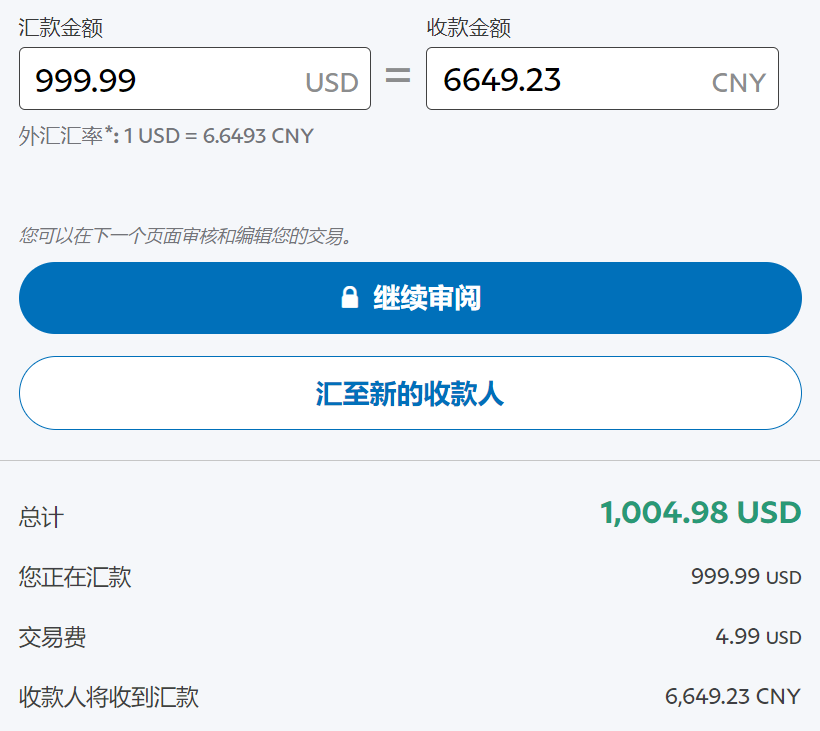 汇款金额
收款金额
999.99 USD = 6649.23 CNY
外汇汇率*: 1 USD = 6.6493 CNY
您可以在下一个页面审核和编辑您的交易。
继续审阅
汇至新的收款人
总计 1,004.98 USD
您正在汇款 999.99 USD
交易费 4.99 USD
收款人将收到汇款 6,649.23 CNY